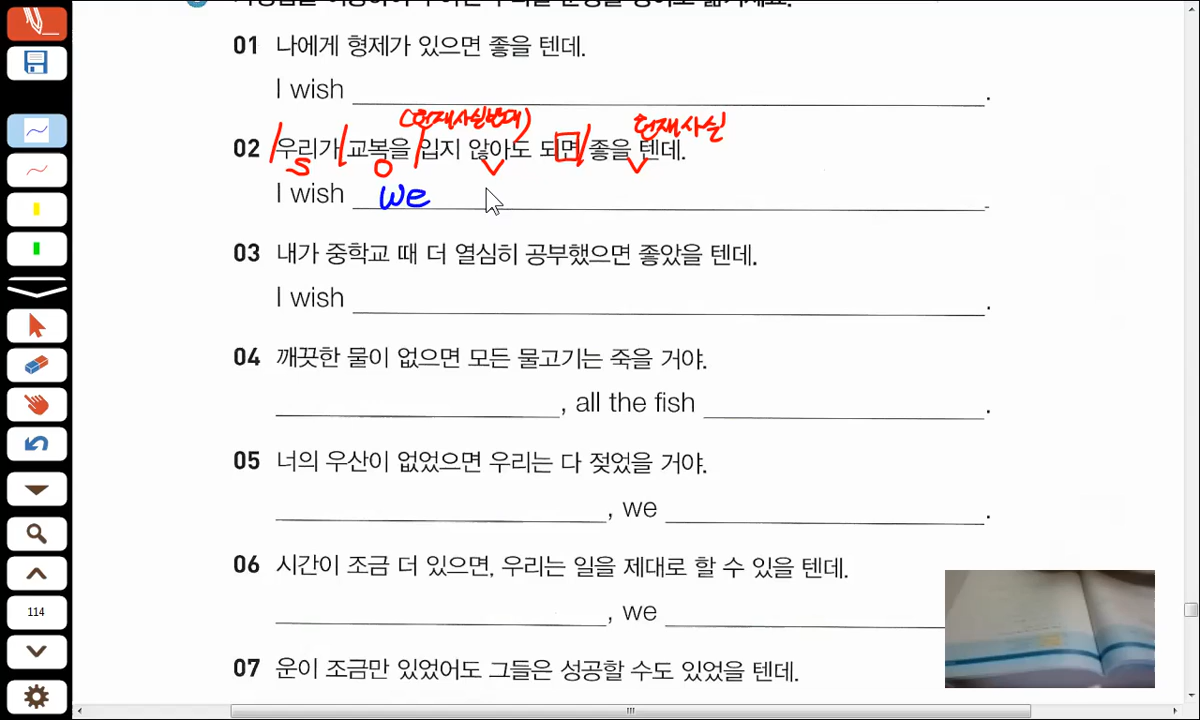 01 나에게 형제가 있으면 좋을 텐데.
I wish ______.
(현재사실반대) 현재사실
02 우리가 교복을 입지 않아도 되면 좋을 텐데.
S O V V
I wish we
03 내가 중학교 때 더 열심히 공부했으면 좋았을 텐데.
I wish ______.
04 깨끗한 물이 없으면 모든 물고기는 죽을 거야.
______, all the fish ______.
05 너의 우산이 없었으면 우리는 다 젖었을 거야.
______, we ______.
06 시간이 조금 더 있으면, 우리는 일을 제대로 할 수 있을 텐데.
______, we ______
114
07 운이 조금만 있었어도 그들은 성공할 수도 있었을 텐데.